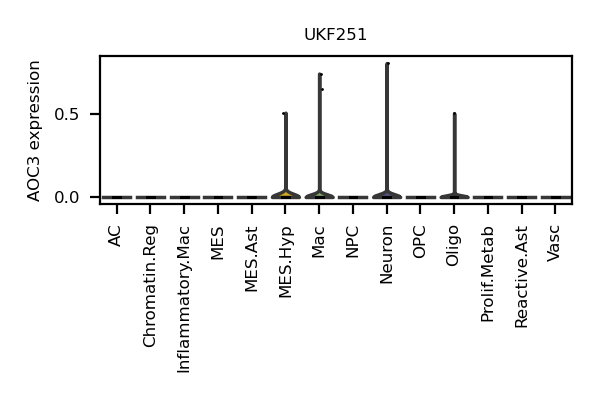 UKF251
AOC3 expression
0.5
0.0
AC
Chromatin.Reg
Inflammatory.Mac
MES
MES.Ast
MES.Hyp
Mac
NPC
Neuron
OPC
Oligo
Prolif.Metab
Reactive.Ast
Vasc